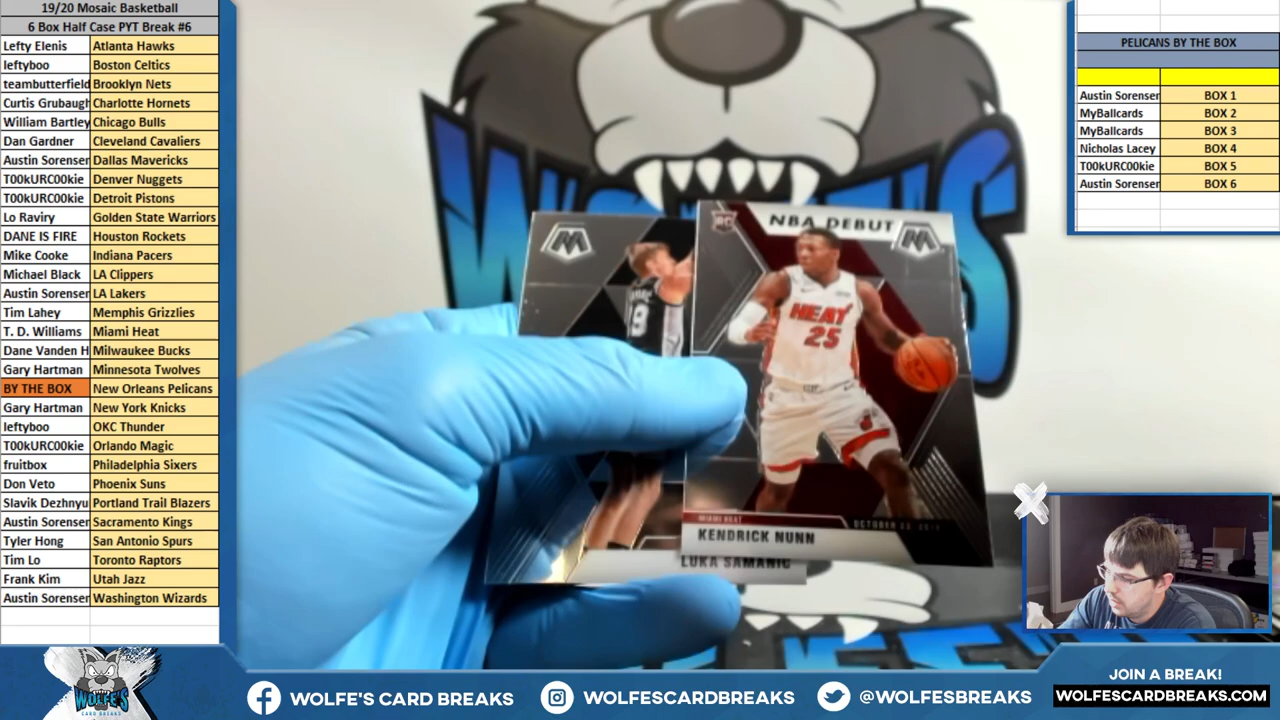 19/20 Mosaic Basketball
6 Box Half Case PYT Break #6
Lefty Elenis Atlanta Hawks
leftyboo Boston Celtics
teambutterfield Brooklyn Nets
Curtis Grubaugh Charlotte Hornets
William Bartley Chicago Bulls
Dan Gardner Cleveland Cavaliers
Austin Sorensen Dallas Mavericks
T00kURC00kie Denver Nuggets
T00kURC00kie Detroit Pistons
Lo Raviry Golden State Warriors
DANE IS FIRE Houston Rockets
Mike Cooke Indiana Pacers
Michael Black LA Clippers
Austin Sorensen LA Lakers
Tim Lahey Memphis Grizzlies
T. D. Williams Miami Heat
Dane Vanden H Milwaukee Bucks
Gary Hartman Minnesota Twolves
BY THE BOX New Orleans Pelicans
Gary Hartman New York Knicks
leftyboo OKC Thunder
T00kURC00kie Orlando Magic
fruitbox Philadelphia Sixers
Don Veto Phoenix Suns
Slavik Dezhnyu Portland Trail Blazers
Austin Sorensen Sacramento Kings
Tyler Hong San Antonio Spurs
Tim Lo Toronto Raptors
Frank Kim Utah Jazz
Austin Sorensen Washington Wizards
PELICANS BY THE BOX
Austin Sorensen BOX 1
MyBallcards BOX 2
MyBallcards BOX 3
Nicholas Lacey BOX 4
T00kURC00kie BOX 5
Austin Sorensen BOX 6
RC NBA DEBUT M
M
HEAT
25
MIAMI HEAT
KENDRICK NUNN
LUKA SAMANIC
WOLFE'S
CARD BREAKS
WOLFE'S CARD BREAKS
WOLFESCARDBREAKS
@WOLFESBREAKS
JOIN A BREAK!
WOLFESCARDBREAKS.COM